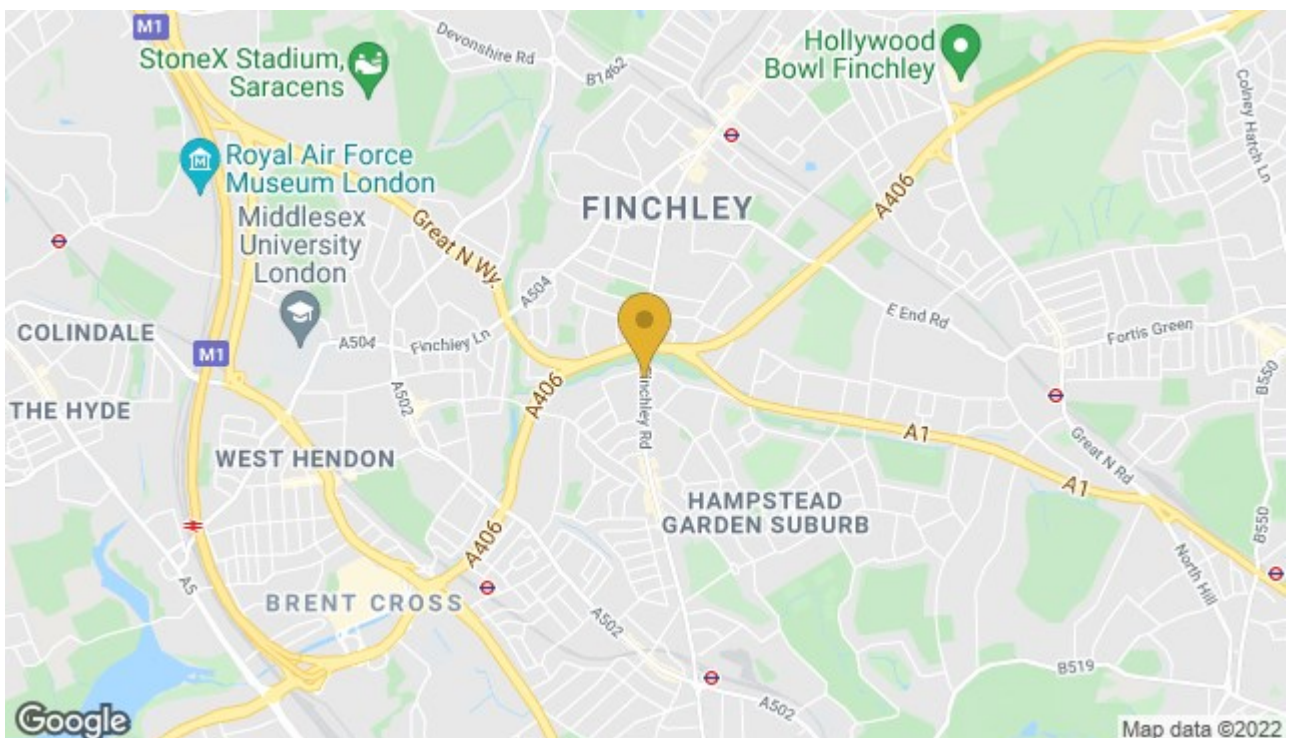 M1
StoneX Stadium,
Saracens
Devonshire Rd
B1462
Hollywood
Bowl Finchley
Colney Hatch Ln
Royal Air Force
Museum London
Great N Wy.
FINCHLEY
A406
Middlesex
University
London
A504
E End Rd
COLINDALE
M1
A504
Finchley Ln
Fortis Green
B550
THE HYDE
A502
A406
Finchley Rd
A1
Great N Rd
WEST HENDON
A1
HAMPSTEAD
GARDEN SUBURB
A406
B550
A5
North Hill
BRENT CROSS
A502
B519
A502
Google
Map data ©2022